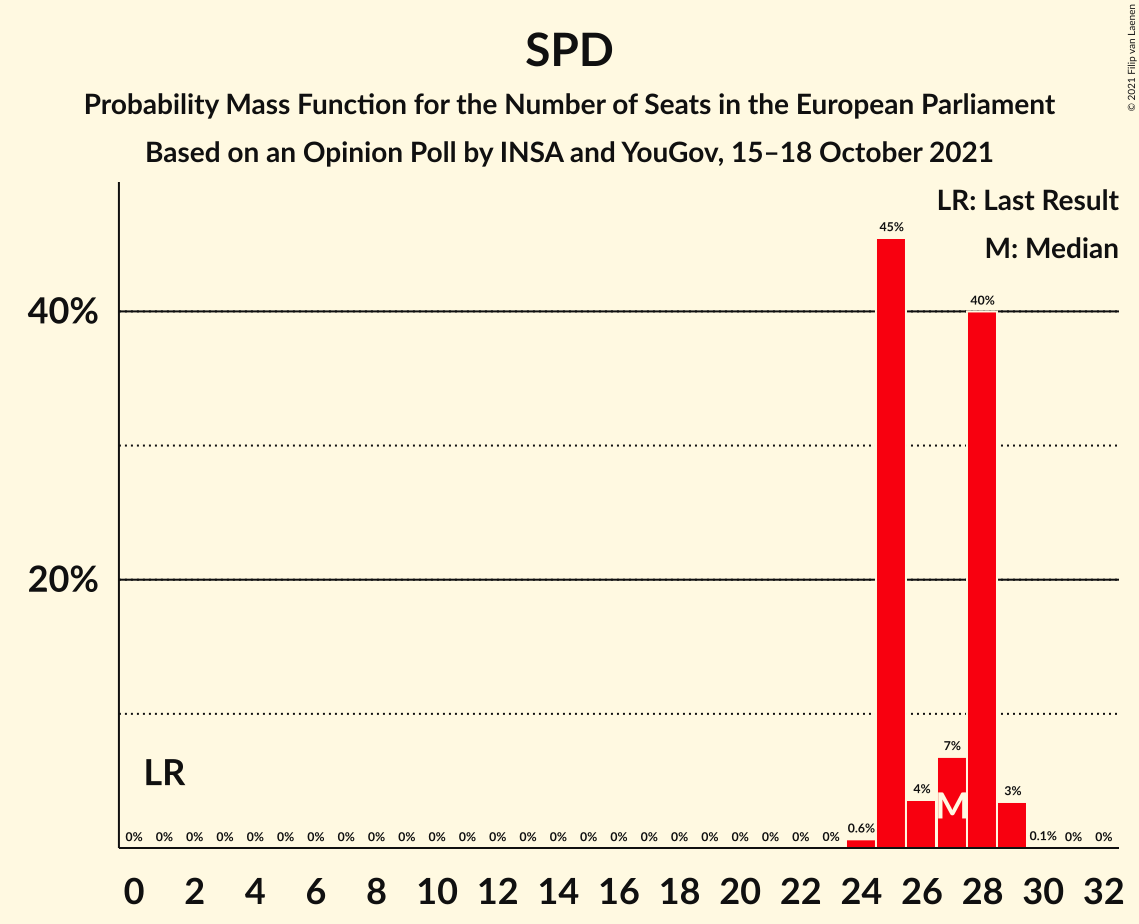 SPD
Probability Mass Function for the Number of Seats in the European Parliament
Based on an Opinion Poll by INSA and YouGov, 15–18 October 2021
© 2021 Filip van Laenen
LR: Last Result
M: Median
45%
40%
40%
20%
7%
LR
4%
M
3%
0% 0% 0% 0% 0% 0% 0% 0% 0% 0% 0% 0% 0% 0% 0% 0% 0% 0% 0% 0% 0% 0% 0% 0% 0.6% 0.1% 0% 0%
0 2 4 6 8 10 12 14 16 18 20 22 24 26 28 30 32